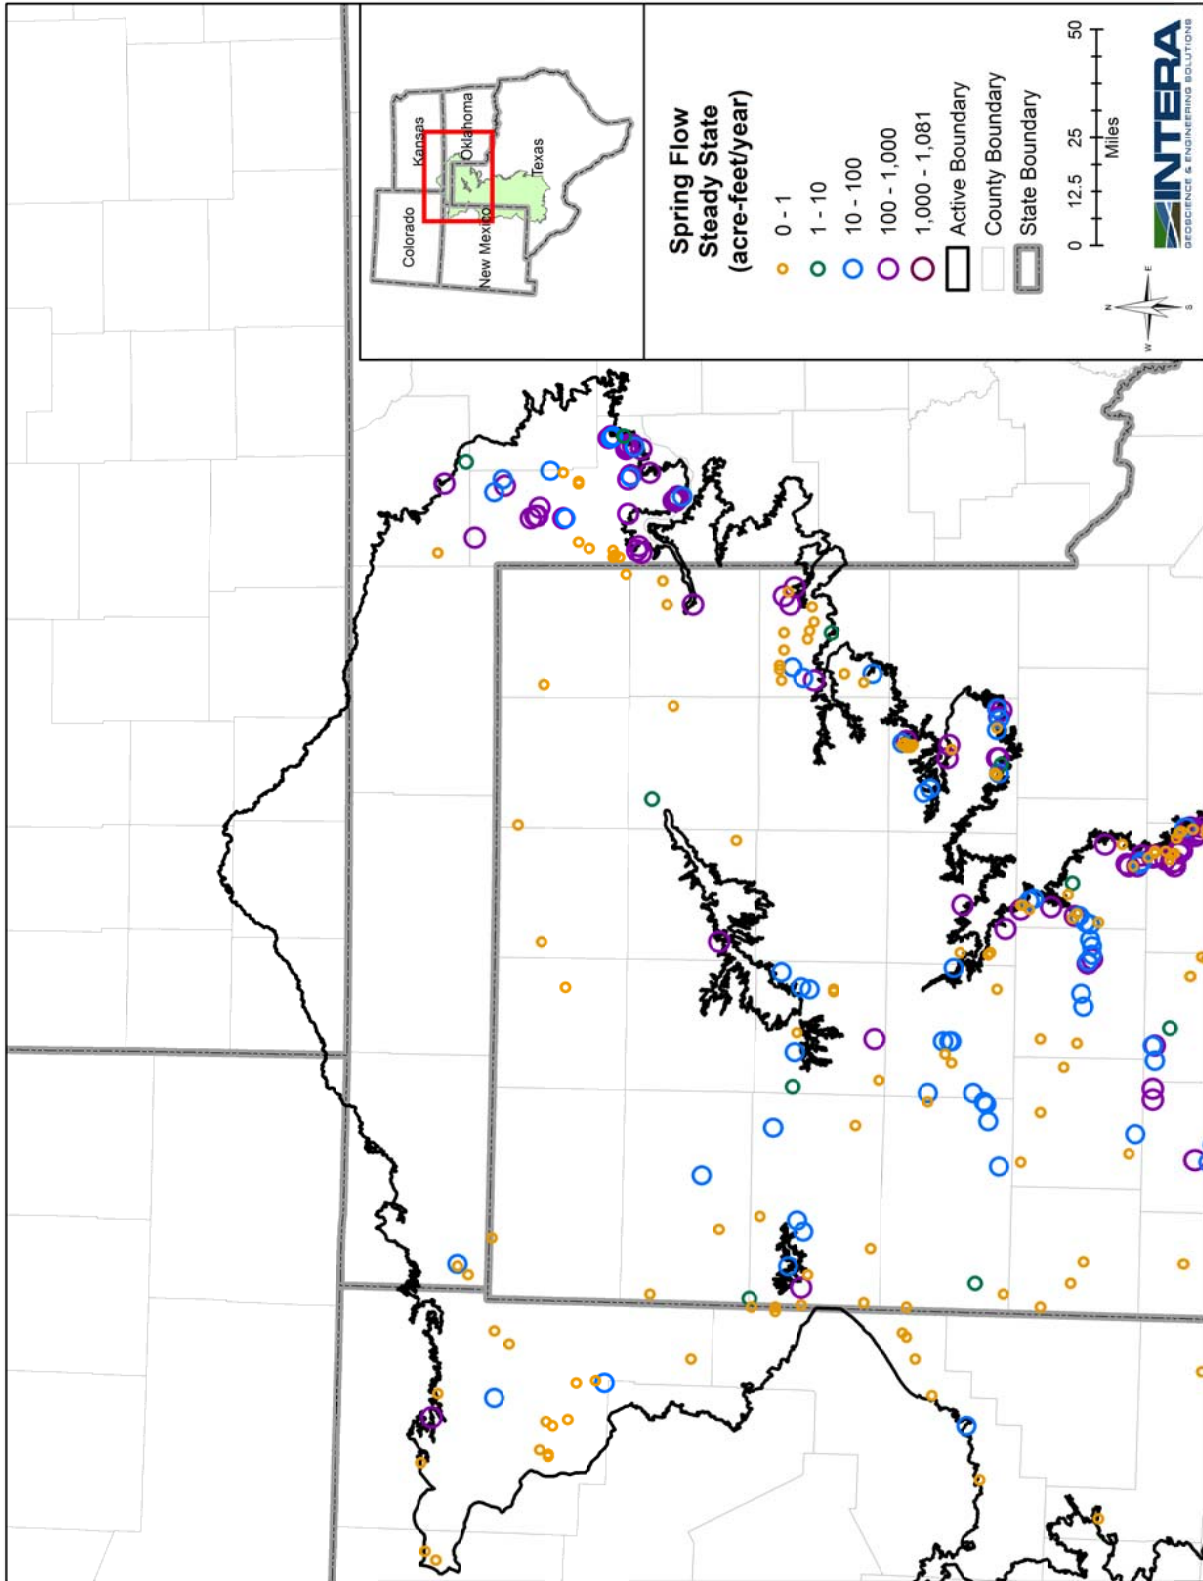 Colorado
Kansas
New Mexico
Oklahoma
Texas
Spring Flow
Steady State
(acre-feet/year)
0 - 1
1 - 10
10 - 100
100 - 1,000
1,000 - 1,081
Active Boundary
County Boundary
State Boundary
0 12.5 25 50
Miles
N
W E
S
INTERA
GEOSCIENCE & ENGINEERING SOLUTIONS